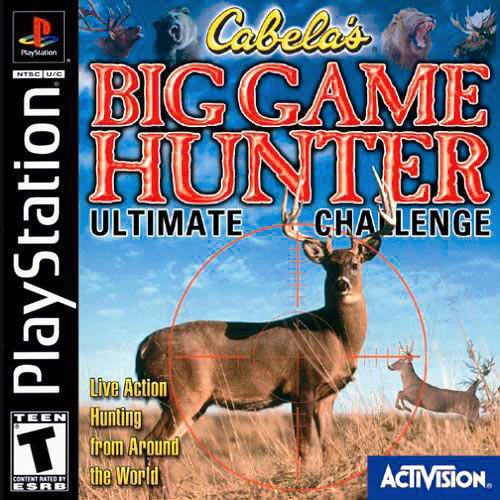 PlayStation
NTSC U/C
PlayStation
Cabela's
BIG GAME
HUNTER
ULTIMATE CHALLENGE
Live Action
Hunting
from Around
the World
TEEN
T
CONTENT RATED BY
ESRB
ACTIVISION